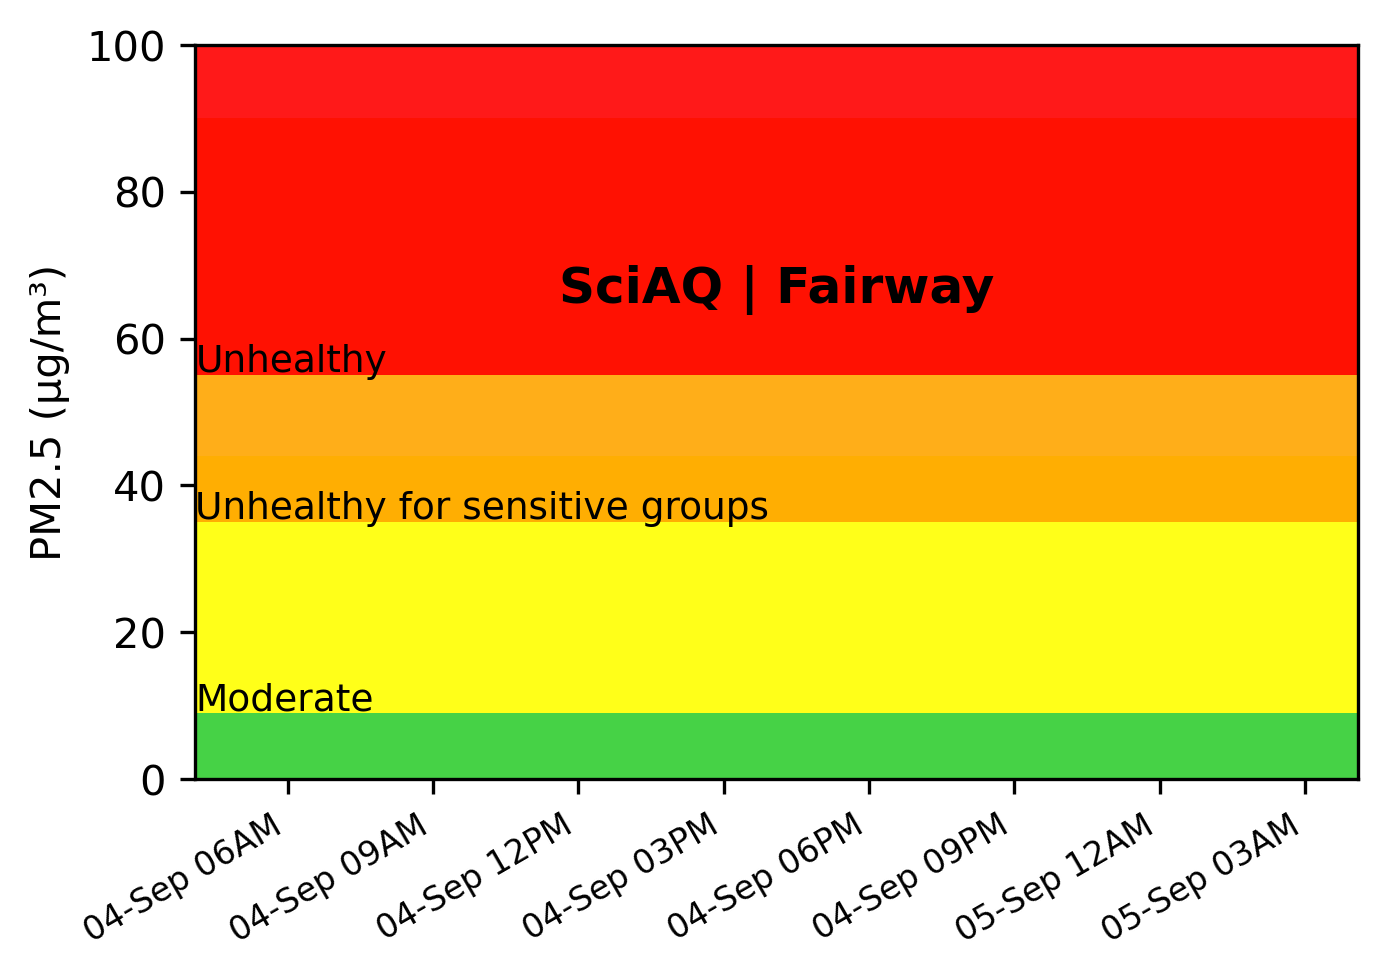 100
80
60
40
20
0
PM2.5 (µg/m³)
SciAQ | Fairway
Unhealthy
Unhealthy for sensitive groups
Moderate
04-Sep 06AM
04-Sep 09AM
04-Sep 12PM
04-Sep 03PM
04-Sep 06PM
04-Sep 09PM
05-Sep 12AM
05-Sep 03AM